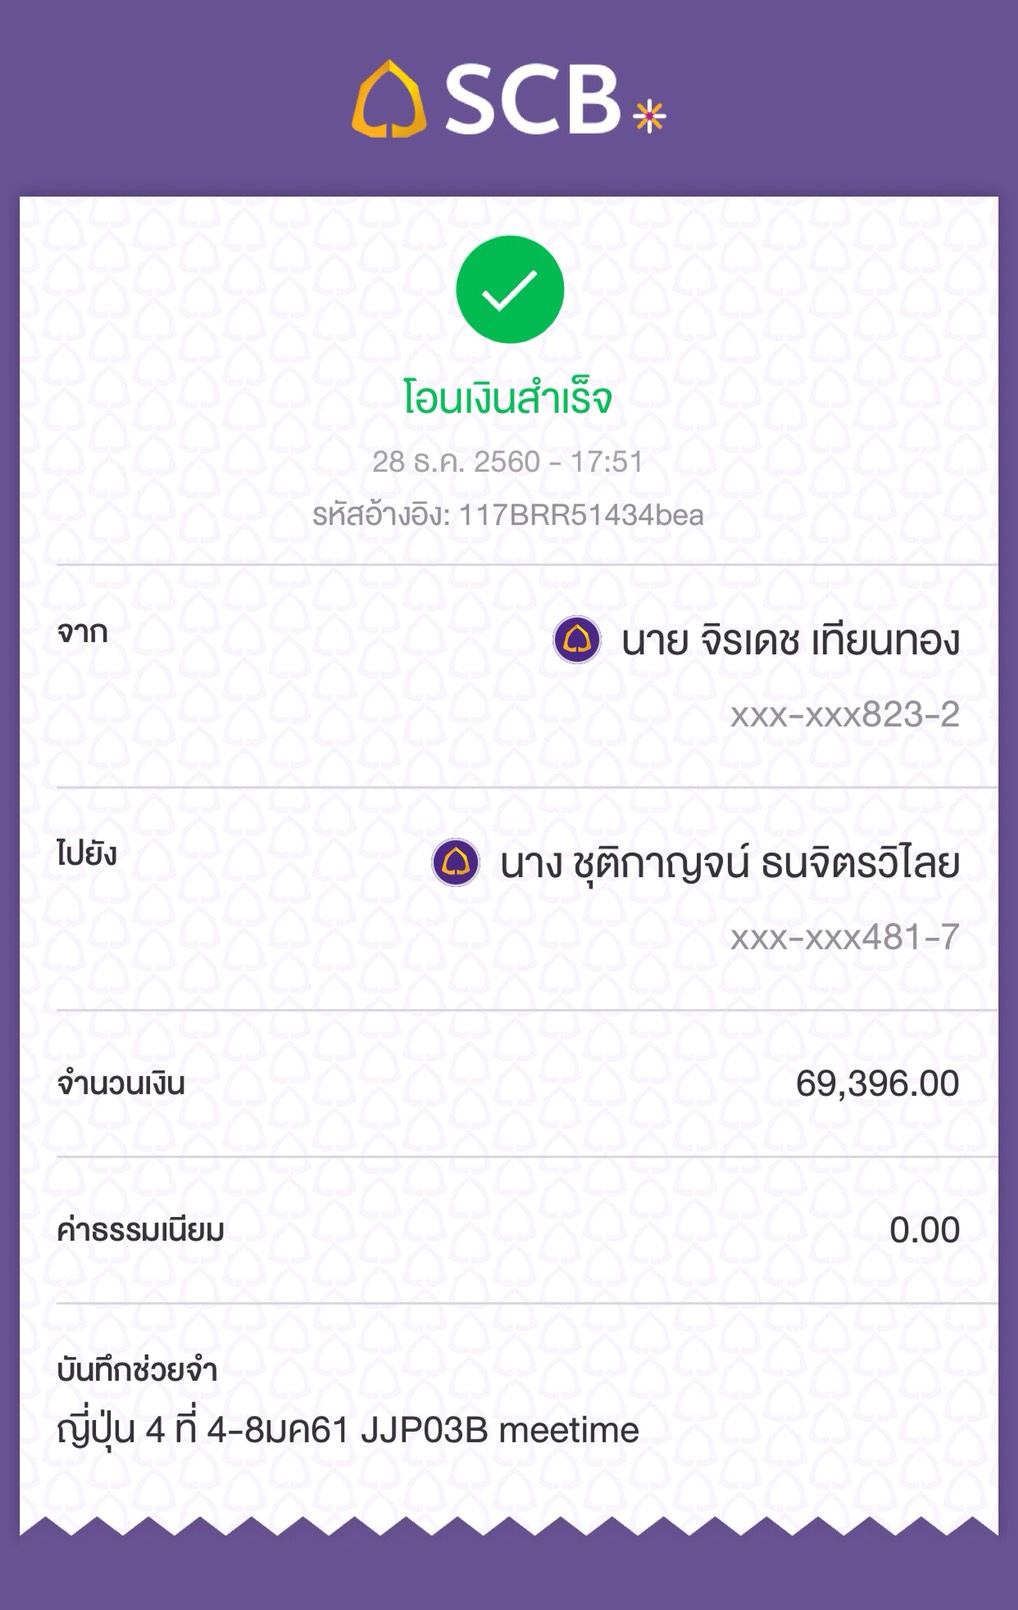 SCB
โอนเงินสำเร็จ
28 ธ.ค. 2560 - 17:51
รหัสอ้างอิง: 117BRR51434bea
จาก
นาย จิรเดช เทียนทอง
xxx-xxx823-2
ไปยัง
นาง ชุติกาญจน์ ธนจิตรวิไลย
xxx-xxx481-7
จำนวนเงิน 69,396.00
ค่าธรรมเนียม 0.00
บันทึกช่วยจำ
ญี่ปุ่น 4 ที่ 4-8มค61 JJP03B meetime